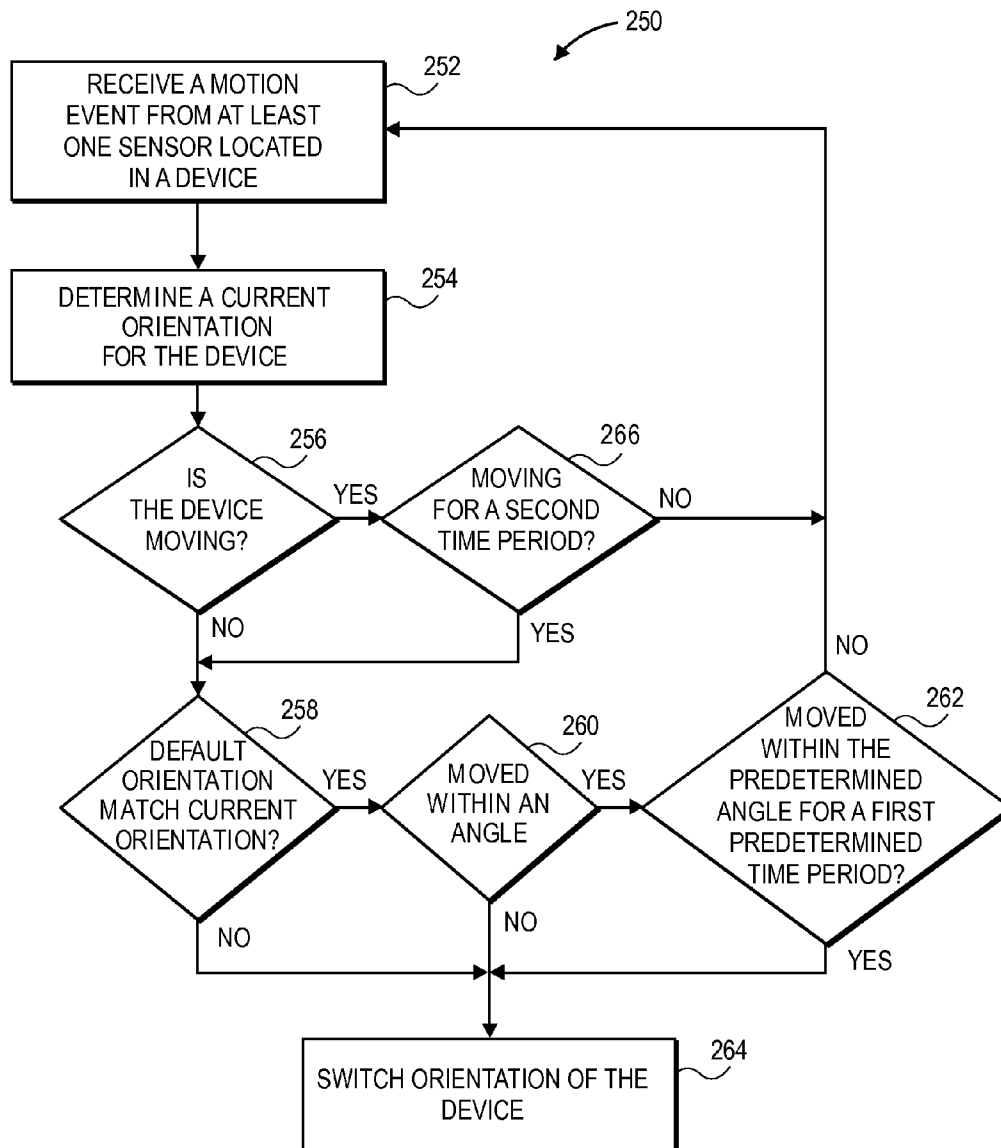 250
RECEIVE A MOTION
EVENT FROM AT LEAST
ONE SENSOR LOCATED
IN A DEVICE
252
DETERMINE A CURRENT
ORIENTATION
FOR THE DEVICE
254
IS
THE DEVICE
MOVING?
256
YES
NO
MOVING
FOR A SECOND
TIME PERIOD?
266
NO
YES
DEFAULT
ORIENTATION
MATCH CURRENT
ORIENTATION?
258
YES
NO
MOVED
WITHIN AN
ANGLE
260
YES
NO
MOVED
WITHIN THE
PREDETERMINED
ANGLE FOR A FIRST
PREDETERMINED
TIME PERIOD?
262
NO
YES
SWITCH ORIENTATION OF THE
DEVICE
264